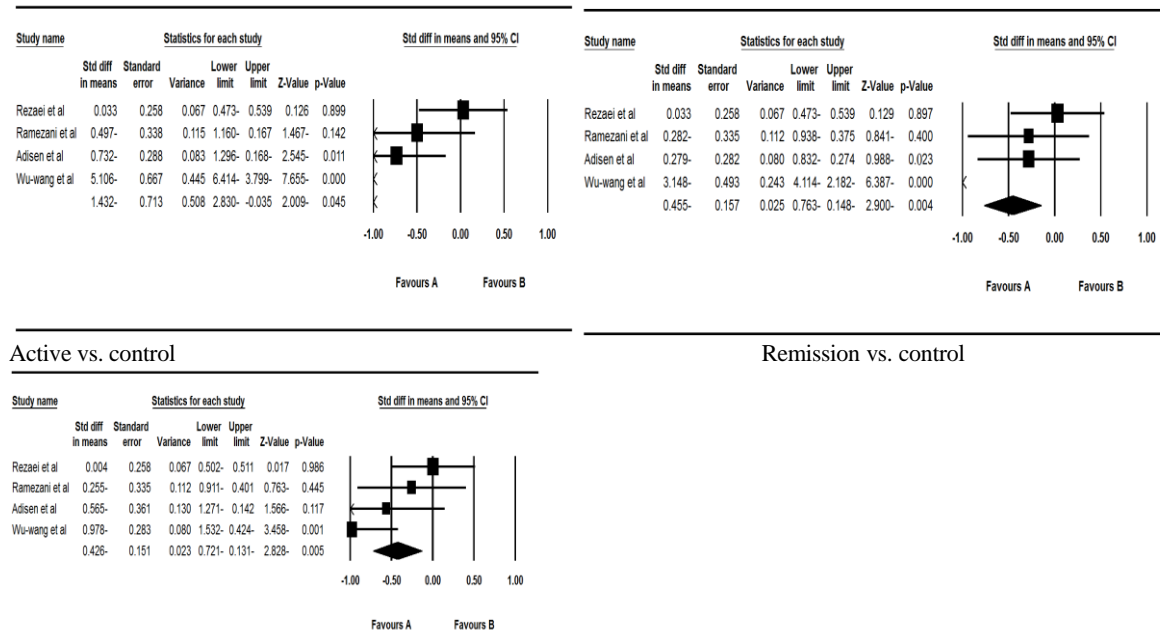 Study name Statistics for each study Std diff in means and 95% CI
Std diff Standard Lower Upper
in means error Variance limit limit Z-Value p-Value
Rezaei et al 0.033 0.258 0.067 0.473- 0.539 0.126 0.899
Ramezani et al 0.497- 0.338 0.115 1.160- 0.167 1.467- 0.142
Adisen et al 0.732- 0.288 0.083 1.296- 0.168- 2.545- 0.011
Wu-wang et al 5.106- 0.667 0.445 6.414- 3.799- 7.655- 0.000
1.432- 0.713 0.508 2.830- -0.035 2.009- 0.045
-1.00 -0.50 0.00 0.50 1.00
Favours A Favours B
Active vs. control
Study name Statistics for each study Std diff in means and 95% CI
Std diff Standard Lower Upper
in means error Variance limit limit Z-Value p-Value
Rezaei et al 0.033 0.258 0.067 0.473- 0.539 0.129 0.897
Ramezani et al 0.282- 0.335 0.112 0.938- 0.375 0.841- 0.400
Adisen et al 0.279- 0.282 0.080 0.832- 0.274 0.988- 0.023
Wu-wang et al 3.148- 0.493 0.243 4.114- 2.182- 6.387- 0.000
0.455- 0.157 0.025 0.763- 0.148- 2.900- 0.004
-1.00 -0.50 0.00 0.50 1.00
Favours A Favours B
Remission vs. control
Study name Statistics for each study Std diff in means and 95% CI
Std diff Standard Lower Upper
in means error Variance limit limit Z-Value p-Value
Rezaei et al 0.004 0.258 0.067 0.502- 0.511 0.017 0.986
Ramezani et al 0.255- 0.335 0.112 0.911- 0.401 0.763- 0.445
Adisen et al 0.565- 0.361 0.130 1.271- 0.142 1.566- 0.117
Wu-wang et al 0.978- 0.283 0.080 1.532- 0.424- 3.458- 0.001
0.426- 0.151 0.023 0.721- 0.131- 2.828- 0.005
-1.00 -0.50 0.00 0.50 1.00
Favours A Favours B